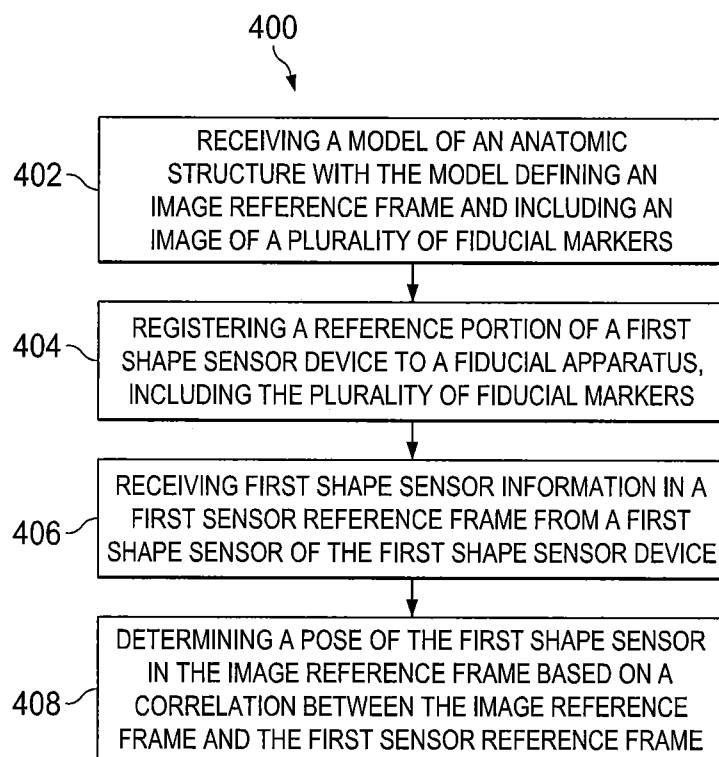 400
402
RECEIVING A MODEL OF AN ANATOMIC
STRUCTURE WITH THE MODEL DEFINING AN
IMAGE REFERENCE FRAME AND INCLUDING AN
IMAGE OF A PLURALITY OF FIDUCIAL MARKERS
404
REGISTERING A REFERENCE PORTION OF A FIRST
SHAPE SENSOR DEVICE TO A FIDUCIAL APPARATUS,
INCLUDING THE PLURALITY OF FIDUCIAL MARKERS
406
RECEIVING FIRST SHAPE SENSOR INFORMATION IN A
FIRST SENSOR REFERENCE FRAME FROM A FIRST
SHAPE SENSOR OF THE FIRST SHAPE SENSOR DEVICE
408
DETERMINING A POSE OF THE FIRST SHAPE SENSOR
IN THE IMAGE REFERENCE FRAME BASED ON A
CORRELATION BETWEEN THE IMAGE REFERENCE
FRAME AND THE FIRST SENSOR REFERENCE FRAME